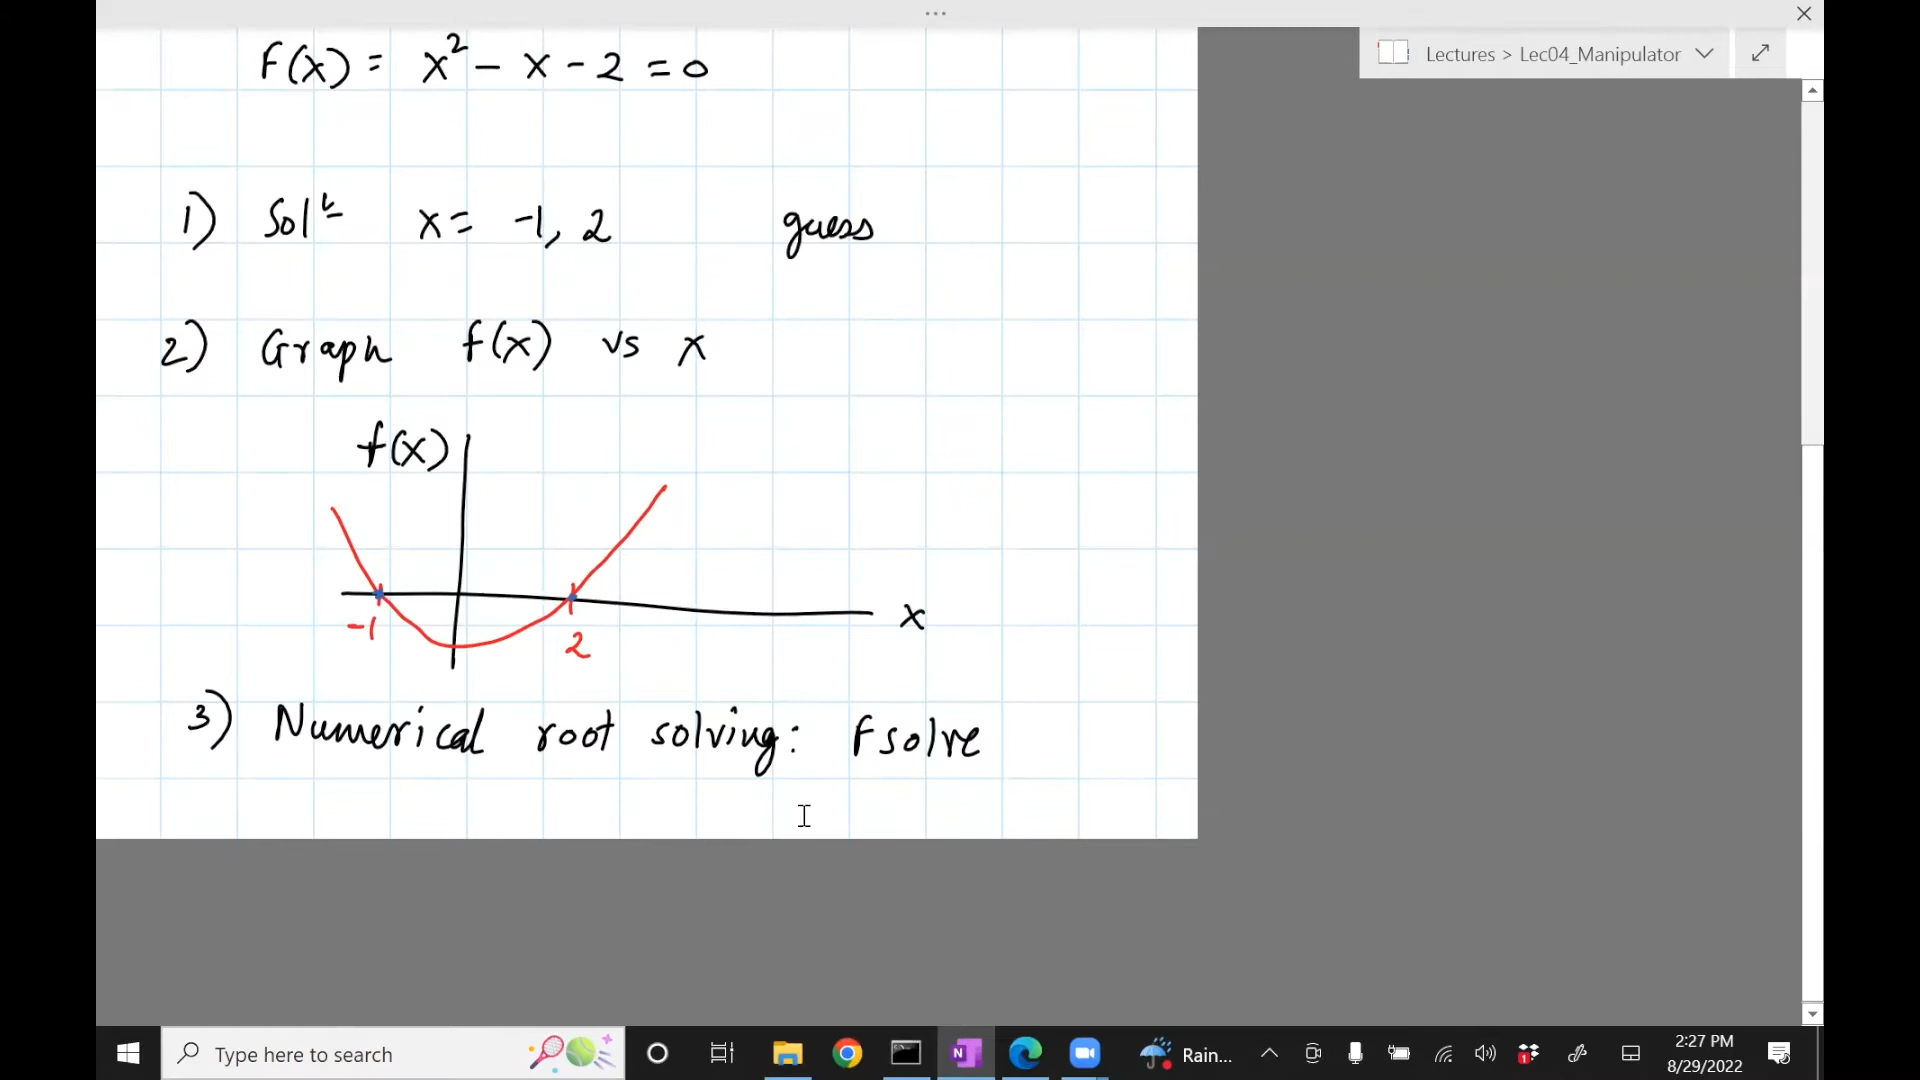 f(x) = x² - x - 2 = 0
Lectures > Lec04_Manipulator
1) Solⁿ x = -1, 2 guess
2) Graph f(x) vs x
f(x)
x
-1
2
3) Numerical root solving: fsolve
Type here to search
Rain...
1
2:27 PM
8/29/2022